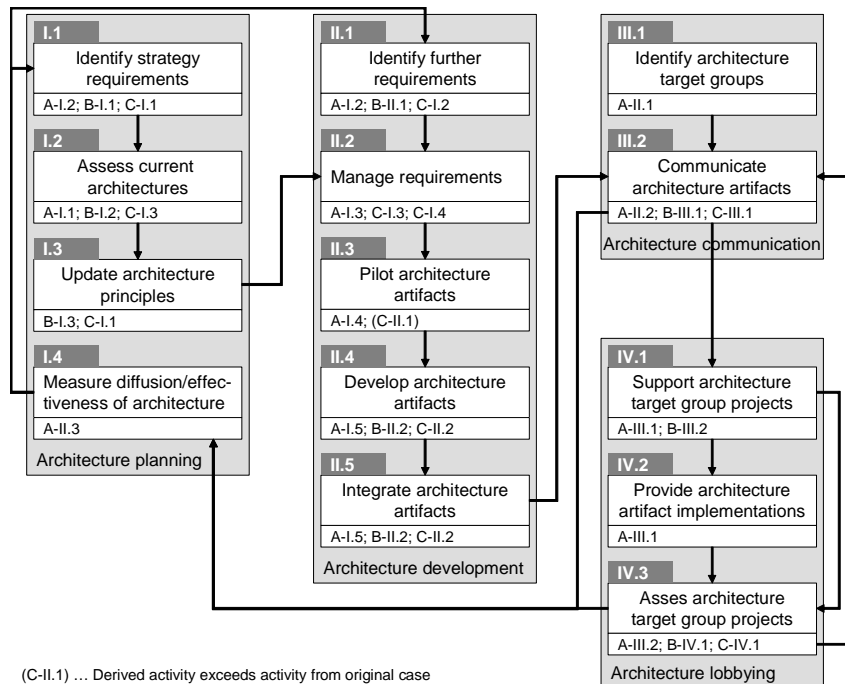 I.1
Identify strategy
requirements
A-I.2; B-I.1; C-I.1
I.2
Assess current
architectures
A-I.1; B-I.2; C-I.3
I.3
Update architecture
principles
B-I.3; C-I.1
I.4
Measure diffusion/effec-
tiveness of architecture
A-II.3
Architecture planning
II.1
Identify further
requirements
A-I.2; B-II.1; C-I.2
II.2
Manage requirements
A-I.3; C-I.3; C-I.4
II.3
Pilot architecture
artifacts
A-I.4; (C-II.1)
II.4
Develop architecture
artifacts
A-I.5; B-II.2; C-II.2
II.5
Integrate architecture
artifacts
A-I.5; B-II.2; C-II.2
Architecture development
III.1
Identify architecture
target groups
A-II.1
III.2
Communicate
architecture artifacts
A-II.2; B-III.1; C-III.1
Architecture communication
IV.1
Support architecture
target group projects
A-III.1; B-III.2
IV.2
Provide architecture
artifact implementations
A-III.1
IV.3
Asses architecture
target group projects
A-III.2; B-IV.1; C-IV.1
Architecture lobbying
(C-II.1) ... Derived activity exceeds activity from original case